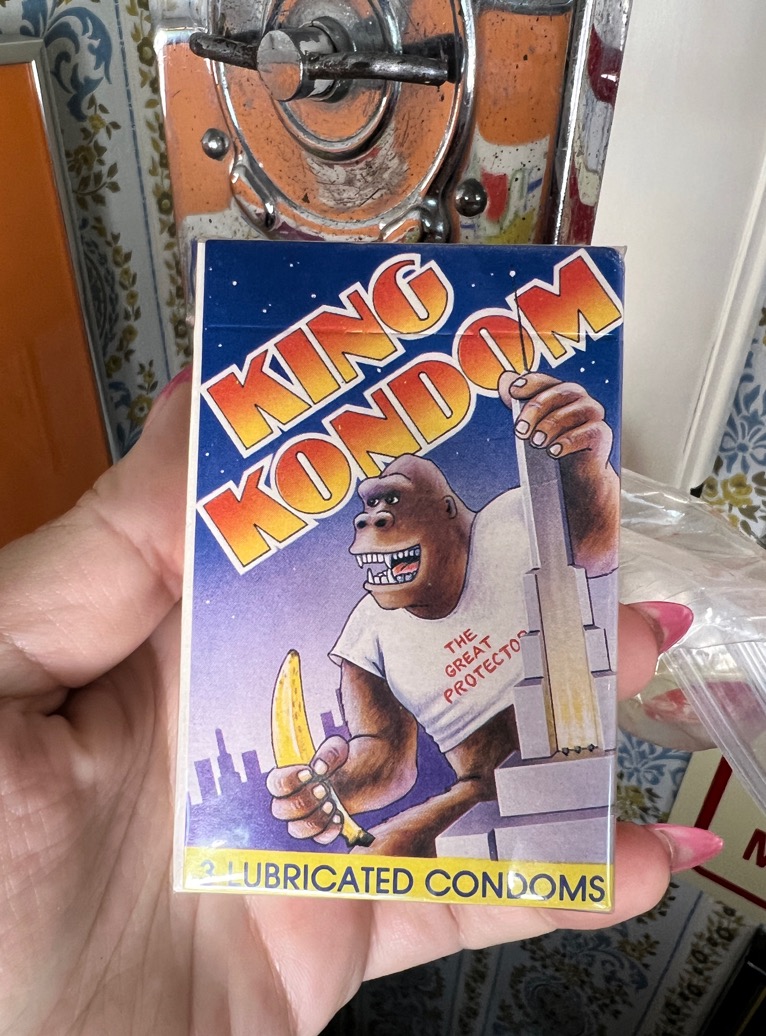 KING
KONDOM
THE
GREAT
PROTECTOR
3 LUBRICATED CONDOMS
M